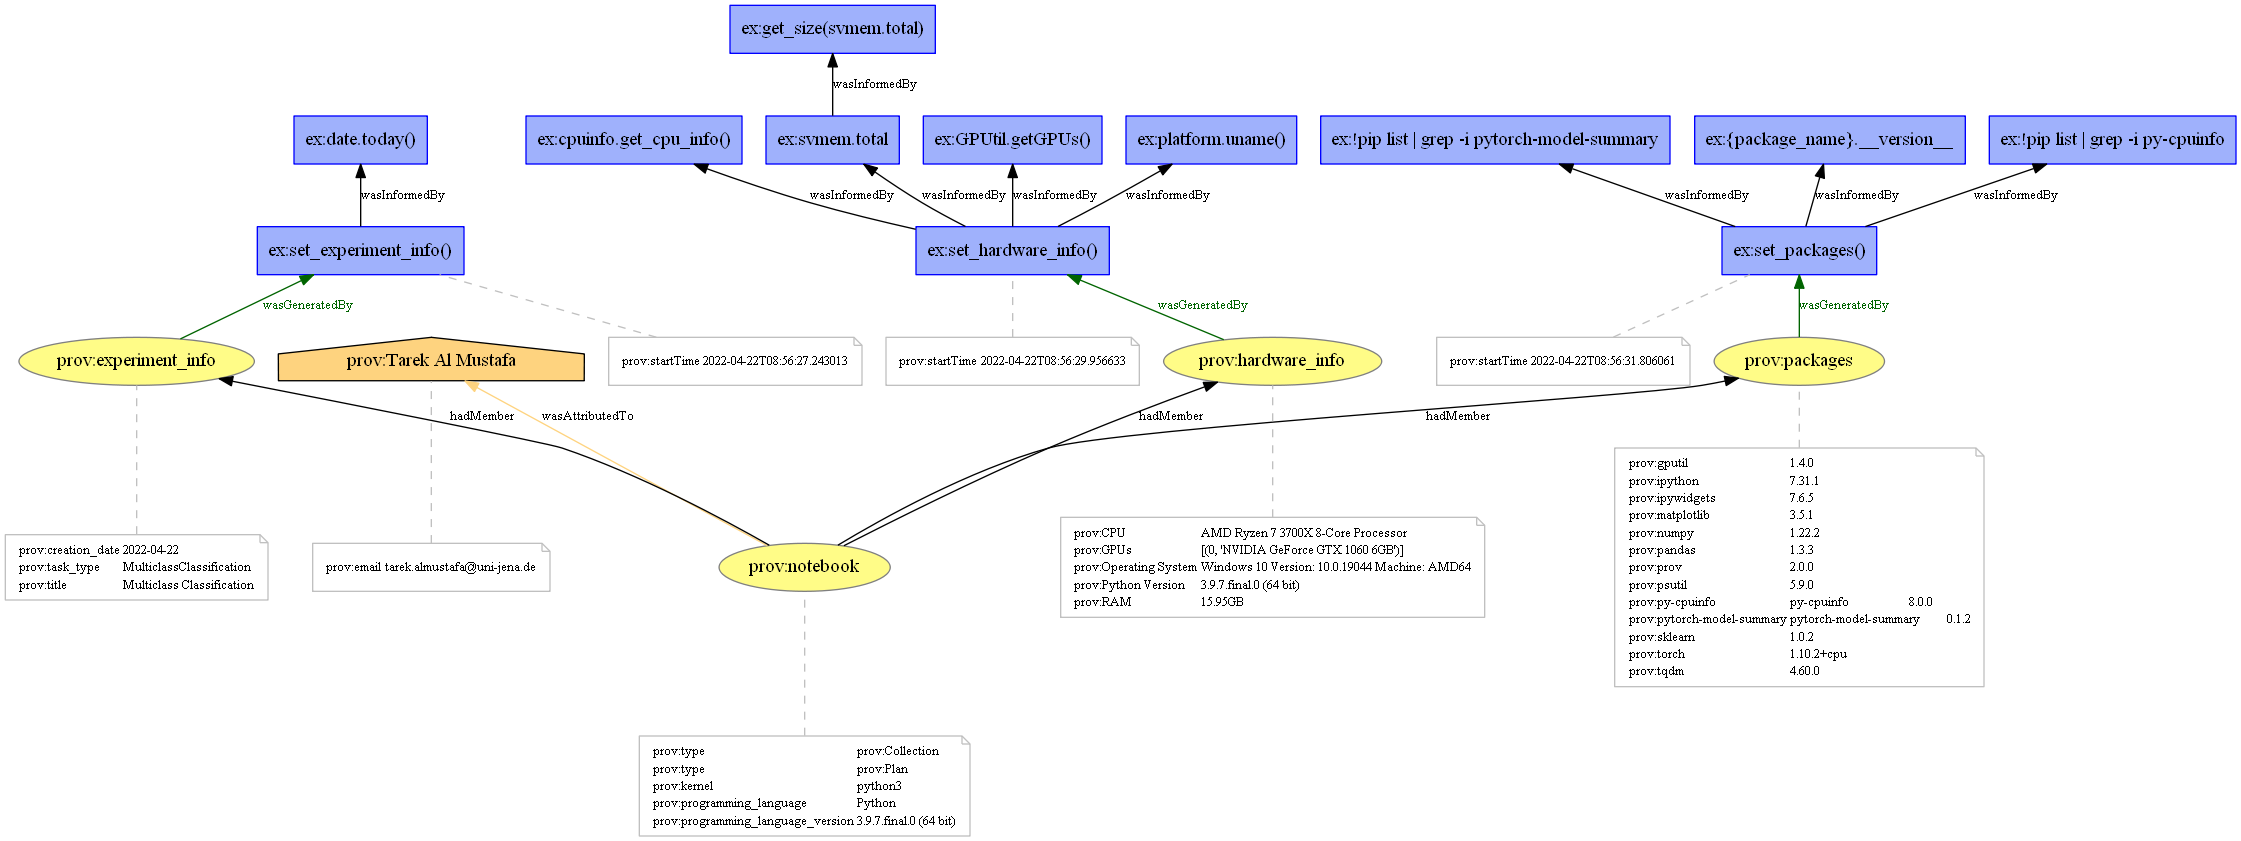 ex:get_size(svmem.total)
wasInformedBy
ex:date.today()
ex:cpuinfo.get_cpu_info()
ex:svmem.total
ex:GPUtil.getGPUs()
ex:platform.uname()
ex:!pip list | grep -i pytorch-model-summary
ex:{package_name}.__version__
ex:!pip list | grep -i py-cpuinfo
wasInformedBy
wasInformedBy
wasInformedBy
wasInformedBy
wasInformedBy
wasInformedBy
wasInformedBy
wasInformedBy
ex:set_experiment_info()
ex:set_hardware_info()
ex:set_packages()
wasGeneratedBy
wasGeneratedBy
wasGeneratedBy
prov:experiment_info
prov:Tarek Al Mustafa
prov:startTime 2022-04-22T08:56:27.243013
prov:startTime 2022-04-22T08:56:29.956633
prov:hardware_info
prov:startTime 2022-04-22T08:56:31.806061
prov:packages
hadMember
wasAttributedTo
hadMember
hadMember
prov:creation_date 2022-04-22
prov:task_type MulticlassClassification
prov:title Multiclass Classification
prov:email tarek.almustafa@uni-jena.de
prov:notebook
prov:CPU AMD Ryzen 7 3700X 8-Core Processor
prov:GPUs [(0, 'NVIDIA GeForce GTX 1060 6GB')]
prov:Operating System Windows 10 Version: 10.0.19044 Machine: AMD64
prov:Python Version 3.9.7.final.0 (64 bit)
prov:RAM 15.95GB
prov:gputil 1.4.0
prov:ipython 7.31.1
prov:ipywidgets 7.6.5
prov:matplotlib 3.5.1
prov:numpy 1.22.2
prov:pandas 1.3.3
prov:prov 2.0.0
prov:psutil 5.9.0
prov:py-cpuinfo py-cpuinfo 8.0.0
prov:pytorch-model-summary pytorch-model-summary 0.1.2
prov:sklearn 1.0.2
prov:torch 1.10.2+cpu
prov:tqdm 4.60.0
prov:type prov:Collection
prov:type prov:Plan
prov:kernel python3
prov:programming_language Python
prov:programming_language_version 3.9.7.final.0 (64 bit)